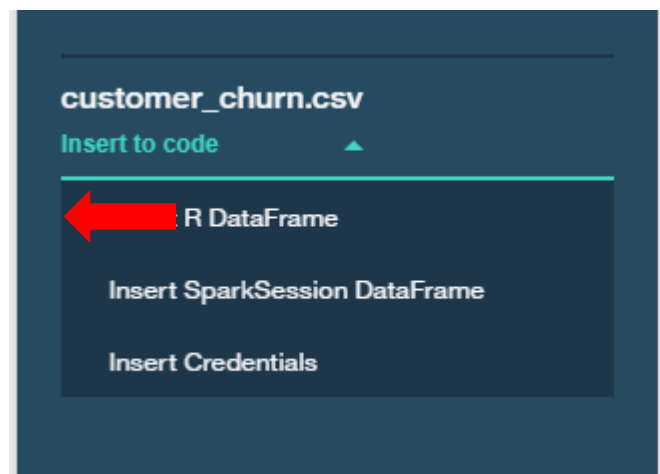 customer_churn.csv
Insert to code
R DataFrame
Insert SparkSession DataFrame
Insert Credentials